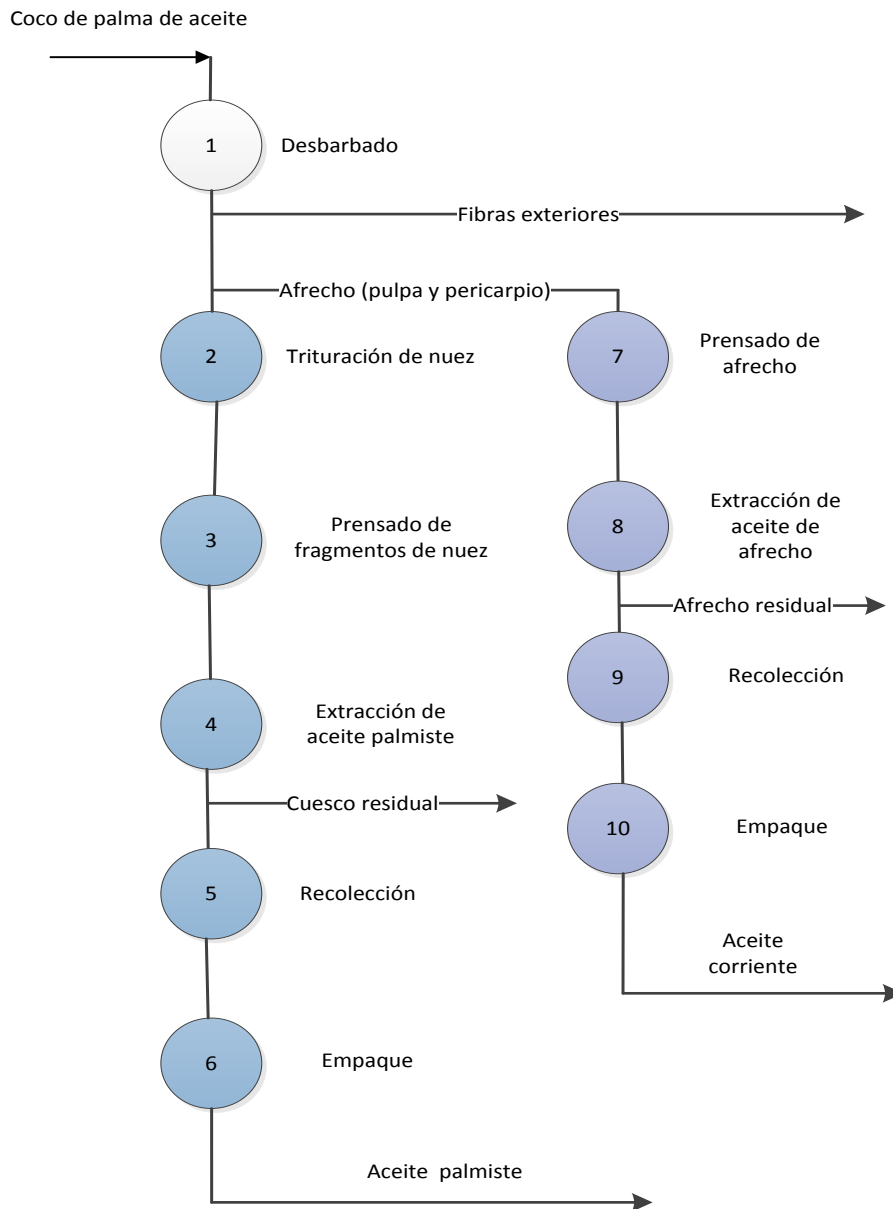 Coco de palma de aceite
1
Desbarbado
Fibras exteriores
Afrecho (pulpa y pericarpio)
2
Trituración de nuez
7
Prensado de
afrecho
3
Prensado de
fragmentos de nuez
8
Extracción de
aceite de
afrecho
Afrecho residual
9
Recolección
4
Extracción de
aceite palmiste
Cuesco residual
10
Empaque
5
Recolección
Aceite
corriente
6
Empaque
Aceite palmiste